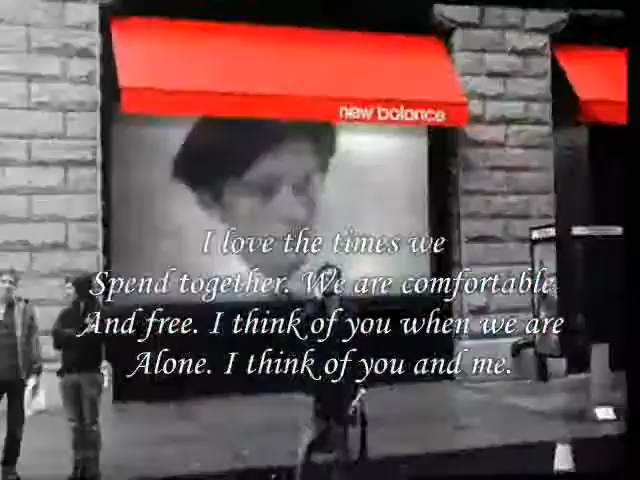 new balance
I love the times we
Spend together. We are comfortable
And free. I think of you when we are
Alone. I think of you and me.